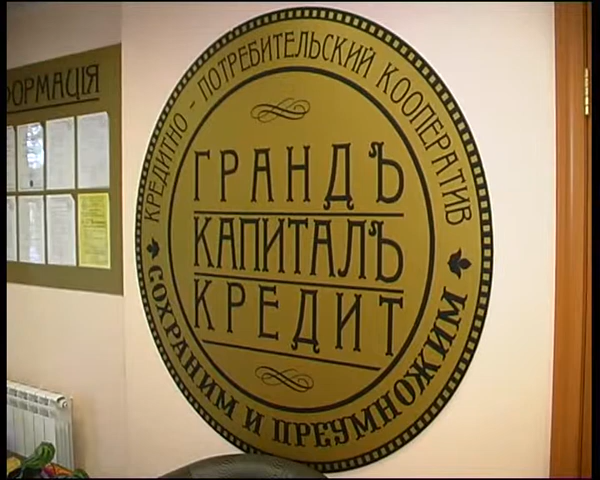 ФОРМАЦІЯ
КРЕДИТНО - ПОТРЕБИТЕЛЬСКИЙ КООПЕРАТИВ
ГРАНДЪ
КАПИТАЛЪ
КРЕДИТ
СОХРАНИМ И ПРЕУМНОЖИМ